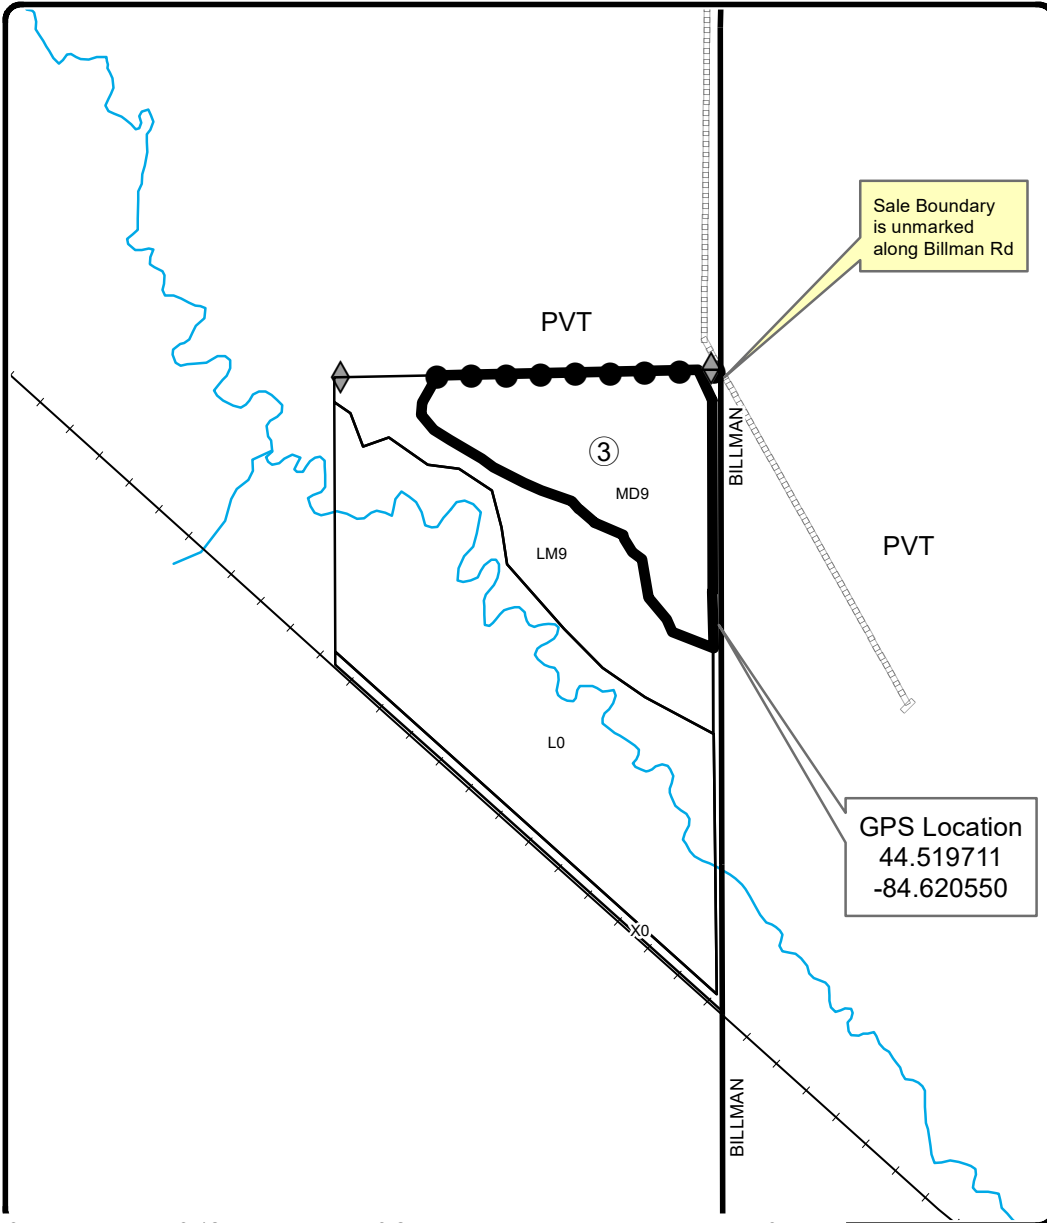 Sale Boundary
is unmarked
along Billman Rd
PVT
BILLMAN
3
MD9
PVT
LM9
L0
GPS Location
44.519711
-84.620550
X0
BILLMAN